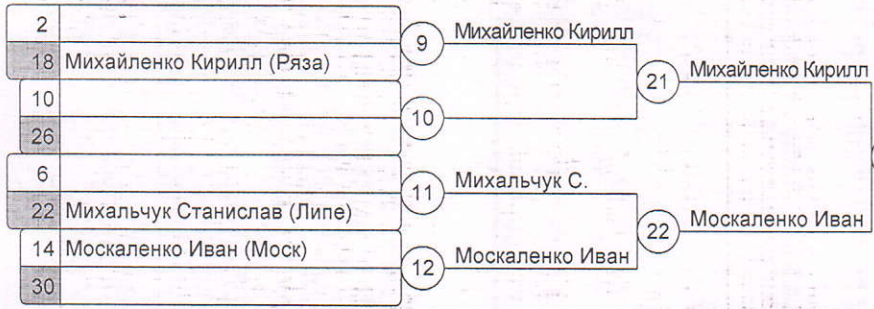 2
9
Михайленко Кирилл
18 Михайленко Кирилл (Ряза)
21
Михайленко Кирилл
10
10
26
6
11
Михальчук С.
22 Михальчук Станислав (Липе)
22
Москаленко Иван
14 Москаленко Иван (Моск)
12
Москаленко Иван
30